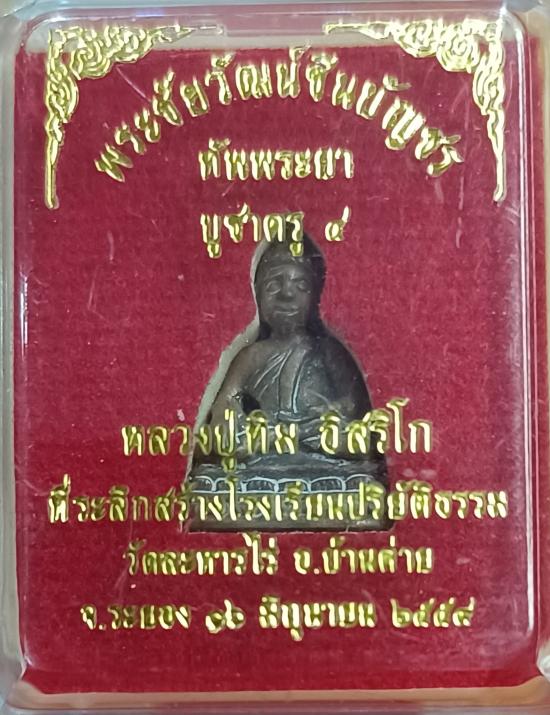 พระชัยวัฒน์ชินบัญชร
ทัพพระยา
บูชาครู ๔
หลวงปู่ทิม อิสริโก
ที่ระลึกสร้างโรงเรียนปริยัติธรรม
วัดละหารไร่ อ.บ้านค่าย
จ.ระยอง ๑๖ มิถุนายน ๒๕๕๙